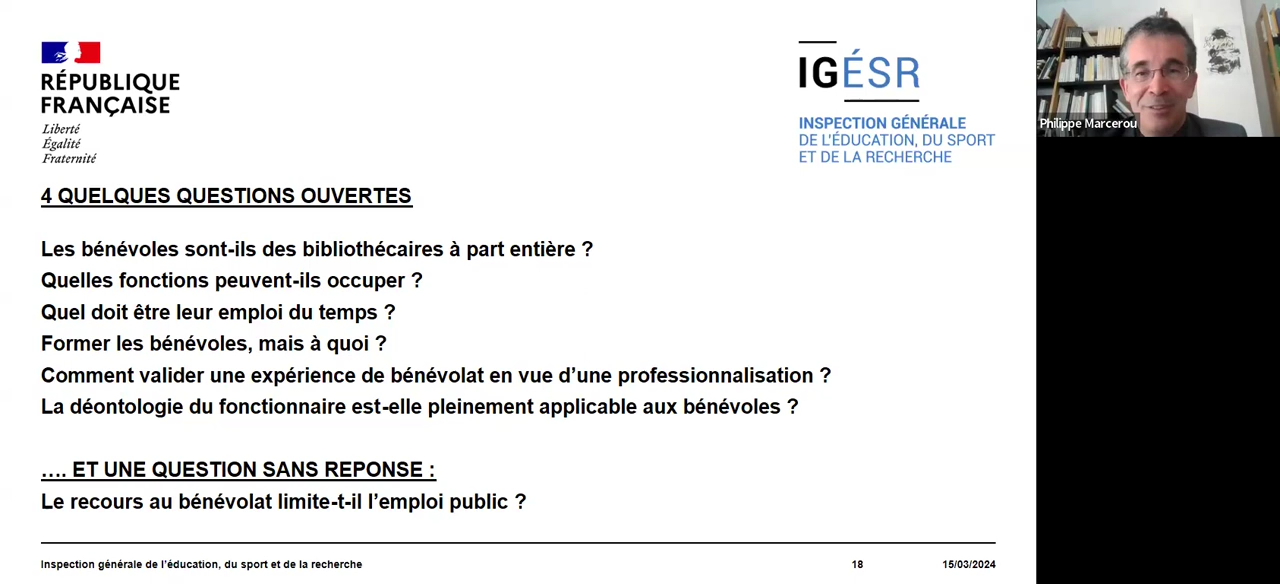 RÉPUBLIQUE
FRANÇAISE
Liberté
Égalité
Fraternité
IGÉSR
INSPECTION GÉNÉRALE
DE L'ÉDUCATION, DU SPORT
ET DE LA RECHERCHE
Philippe Marcerou
4 QUELQUES QUESTIONS OUVERTES
Les bénévoles sont-ils des bibliothécaires à part entière ?
Quelles fonctions peuvent-ils occuper ?
Quel doit être leur emploi du temps ?
Former les bénévoles, mais à quoi ?
Comment valider une expérience de bénévolat en vue d’une professionnalisation ?
La déontologie du fonctionnaire est-elle pleinement applicable aux bénévoles ?
…. ET UNE QUESTION SANS REPONSE :
Le recours au bénévolat limite-t-il l’emploi public ?
Inspection générale de l’éducation, du sport et de la recherche
18
15/03/2024